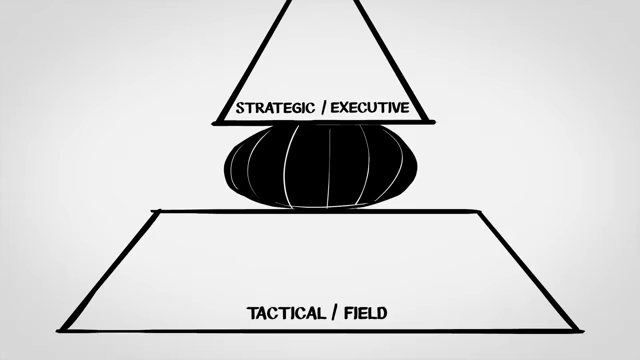 STRATEGIC / EXECUTIVE
TACTICAL / FIELD